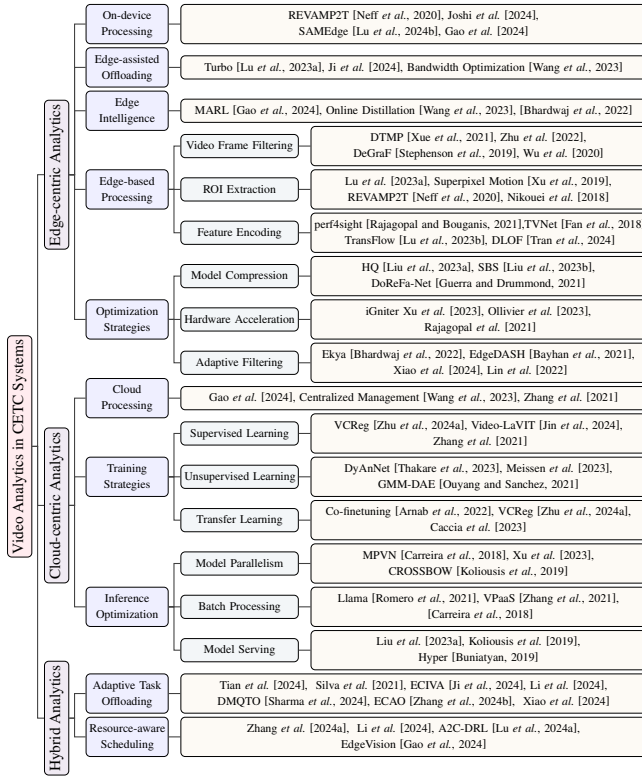 Video Analytics in CETC Systems
Edge-centric Analytics
On-device
Processing
REVAMP2T [Neff et al., 2020], Joshi et al. [2024],
SAMEdge [Lu et al., 2024b], Gao et al. [2024]
Edge-assisted
Offloading
Turbo [Lu et al., 2023a], Ji et al. [2024], Bandwidth Optimization [Wang et al., 2023]
Edge
Intelligence
MARL [Gao et al., 2024], Online Distillation [Wang et al., 2023], [Bhardwaj et al., 2022]
Edge-based
Processing
Video Frame Filtering
DTMP [Xue et al., 2021], Zhu et al. [2022],
DeGraF [Stephenson et al., 2019], Wu et al. [2020]
ROI Extraction
Lu et al. [2023a], Superpixel Motion [Xu et al., 2019],
REVAMP2T [Neff et al., 2020], Nikouei et al. [2018]
Feature Encoding
perf4sight [Rajagopal and Bouganis, 2021],TVNet [Fan et al., 2018
TransFlow [Lu et al., 2023b], DLOF [Tran et al., 2024]
Optimization
Strategies
Model Compression
HQ [Liu et al., 2023a], SBS [Liu et al., 2023b],
DoReFa-Net [Guerra and Drummond, 2021]
Hardware Acceleration
iGniter Xu et al. [2023], Ollivier et al. [2023],
Rajagopal et al. [2021]
Adaptive Filtering
Ekya [Bhardwaj et al., 2022], EdgeDASH [Bayhan et al., 2021],
Xiao et al. [2024], Lin et al. [2022]
Cloud-centric Analytics
Cloud
Processing
Gao et al. [2024], Centralized Management [Wang et al., 2023], Zhang et al. [2021]
Training
Strategies
Supervised Learning
VCReg [Zhu et al., 2024a], Video-LaVIT [Jin et al., 2024],
Zhang et al. [2021]
Unsupervised Learning
DyAnNet [Thakare et al., 2023], Meissen et al. [2023],
GMM-DAE [Ouyang and Sanchez, 2021]
Transfer Learning
Co-finetuning [Arnab et al., 2022], VCReg [Zhu et al., 2024a],
Caccia et al. [2023]
Inference
Optimization
Model Parallelism
MPVN [Carreira et al., 2018], Xu et al. [2023],
CROSSBOW [Koliousis et al., 2019]
Batch Processing
Llama [Romero et al., 2021], VPaaS [Zhang et al., 2021],
[Carreira et al., 2018]
Model Serving
Liu et al. [2023a], Koliousis et al. [2019],
Hyper [Buniatyan, 2019]
Hybrid Analytics
Adaptive Task
Offloading
Tian et al. [2024], Silva et al. [2021], ECIVA [Ji et al., 2024], Li et al. [2024],
DMQTO [Sharma et al., 2024], ECAO [Zhang et al., 2024b], Xiao et al. [2024]
Resource-aware
Scheduling
Zhang et al. [2024a], Li et al. [2024], A2C-DRL [Lu et al., 2024a],
EdgeVision [Gao et al., 2024]